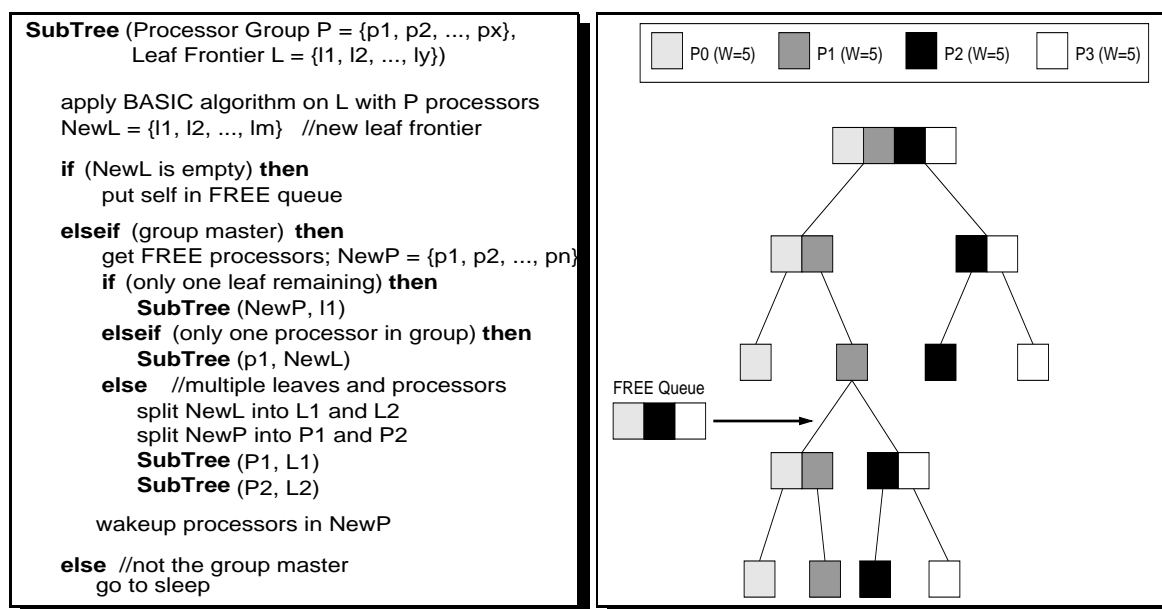 SubTree (Processor Group P = {p1, p2, ..., px},
Leaf Frontier L = {l1, l2, ..., ly})
apply BASIC algorithm on L with P processors
NewL = {l1, l2, ..., lm} //new leaf frontier
if (NewL is empty) then
put self in FREE queue
elseif (group master) then
get FREE processors; NewP = {p1, p2, ..., pn}
if (only one leaf remaining) then
SubTree (NewP, l1)
elseif (only one processor in group) then
SubTree (p1, NewL)
else //multiple leaves and processors
split NewL into L1 and L2
split NewP into P1 and P2
SubTree (P1, L1)
SubTree (P2, L2)
wakeup processors in NewP
else //not the group master
go to sleep
P0 (W=5) P1 (W=5) P2 (W=5) P3 (W=5)
FREE Queue